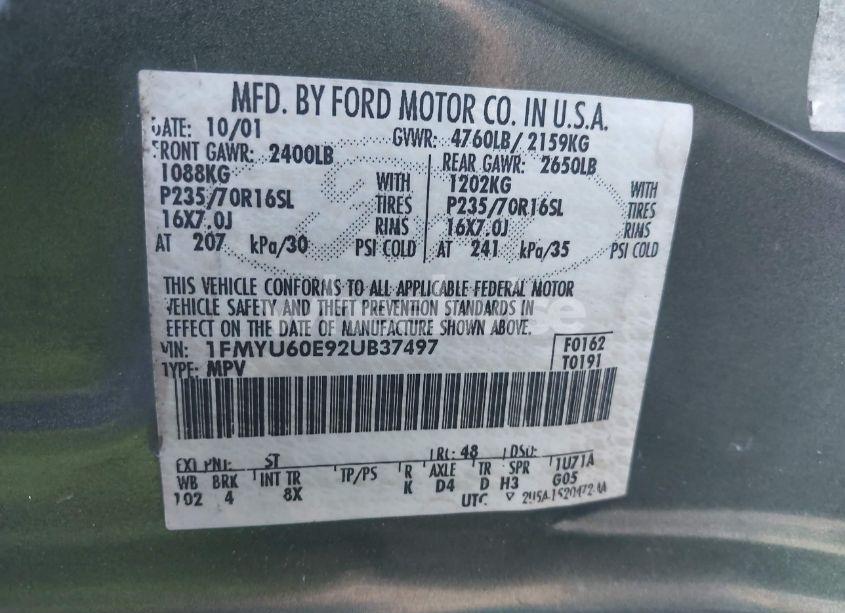 MFD. BY FORD MOTOR CO. IN U.S.A.
DATE: 10/01 GVWR: 4760LB/ 2159KG
FRONT GAWR: 2400LB REAR GAWR: 2650LB
1088KG WITH 1202KG WITH
P235/70R16SL TIRES P235/70R16SL TIRES
16X7.0J RIMS 16X7.0J RIMS
AT 207 kPa/30 PSI COLD AT 241 kPa/35 PSI COLD
THIS VEHICLE CONFORMS TO ALL APPLICABLE FEDERAL MOTOR
VEHICLE SAFETY AND THEFT PREVENTION STANDARDS IN
EFFECT ON THE DATE OF MANUFACTURE SHOWN ABOVE.
VIN: 1FMYU60E92UB37497 F0162
TYPE: MPV T0191
EXT PNT: ST RC: 48 DSO:
WB BRK INT TR TP/PS R AXLE TR SPR 1U71A
102 4 8X K D4 D H3 G05
UTC